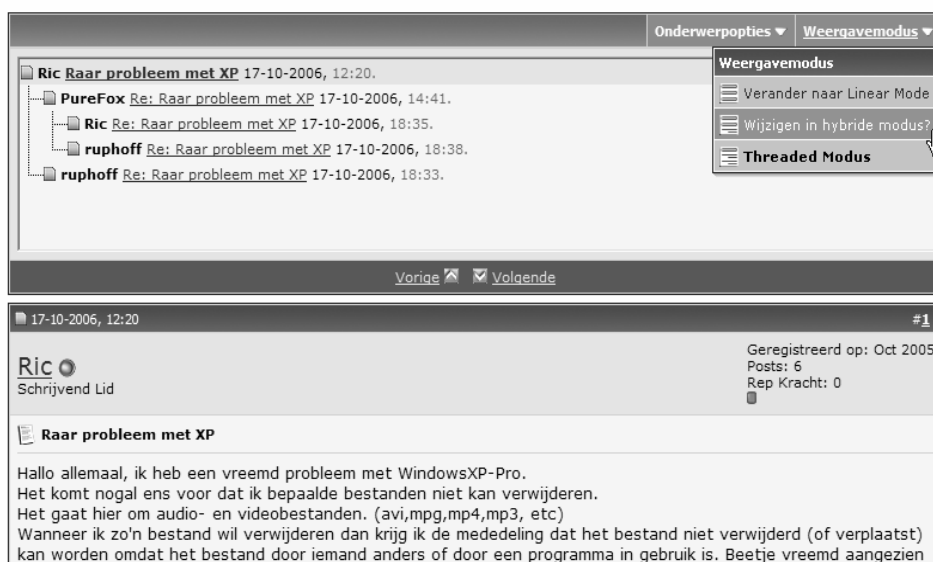 Onderwerpopties Weergavemodus
Ric Raar probleem met XP 17-10-2006, 12:20.
PureFox Re: Raar probleem met XP 17-10-2006, 14:41.
Ric Re: Raar probleem met XP 17-10-2006, 18:35.
ruphoff Re: Raar probleem met XP 17-10-2006, 18:38.
ruphoff Re: Raar probleem met XP 17-10-2006, 18:33.
Weergavemodus
Verander naar Linear Mode
Wijzigen in hybride modus?
Threaded Modus
Vorige Volgende
17-10-2006, 12:20 #1
Ric
Schrijvend Lid
Geregistreerd op: Oct 2005
Posts: 6
Rep Kracht: 0
Raar probleem met XP
Hallo allemaal, ik heb een vreemd probleem met WindowsXP-Pro.
Het komt nogal ens voor dat ik bepaalde bestanden niet kan verwijderen.
Het gaat hier om audio- en videobestanden. (avi,mpg,mp4,mp3, etc)
Wanneer ik zo'n bestand wil verwijderen dan krijg ik de mededeling dat het bestand niet verwijderd (of verplaatst)
kan worden omdat het bestand door iemand anders of door een programma in gebruik is. Beetje vreemd aangezien